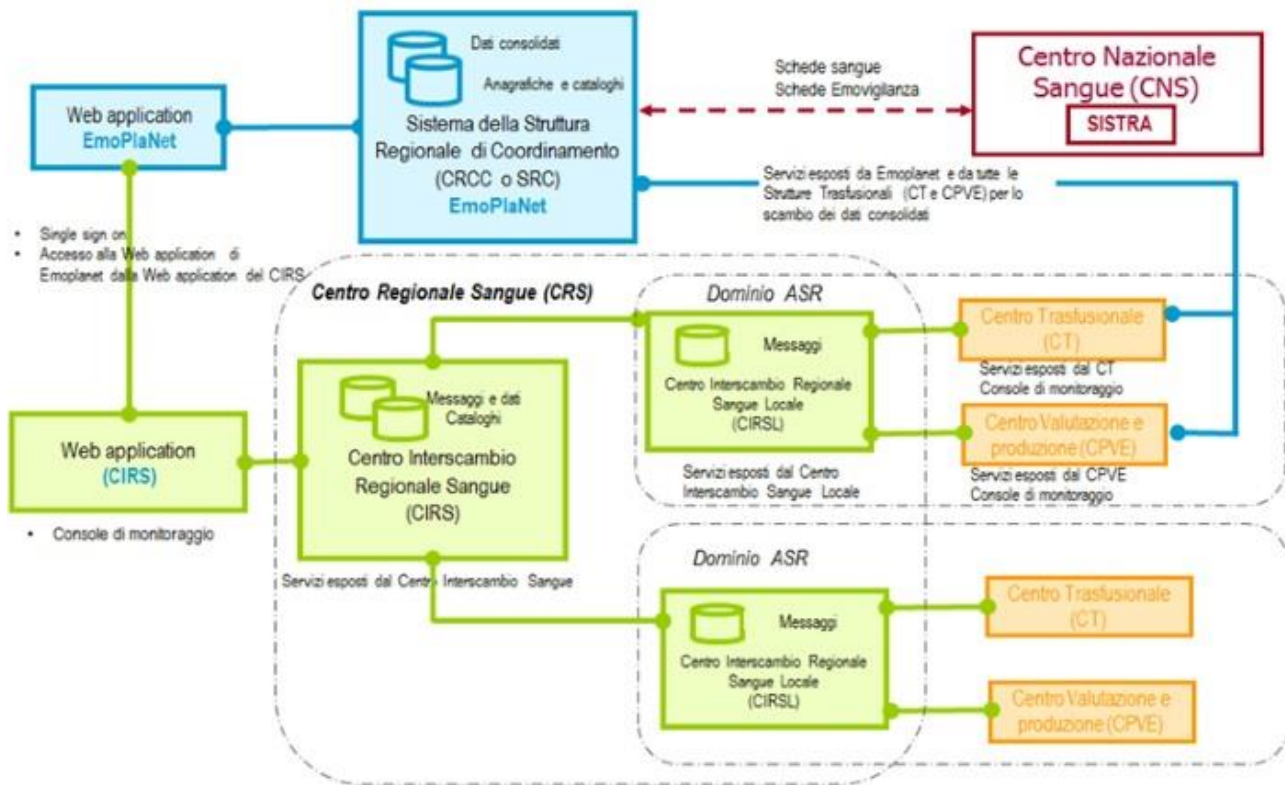 Dati consolidati
Anagrafiche e cataloghi
Sistema della Struttura
Regionale di Coordinamento
(CRCC o SRC)
EmoPlaNet
Web application
EmoPlaNet
Schede sangue
Schede Emovigilanza
Centro Nazionale
Sangue (CNS)
SISTRA
Servizi esposti da Emoplanet e da tutte le
Strutture Trasfusionali (CT e CPVE) per lo
scambio dei dati consolidati
• Single sign on
• Accesso alla Web application di
Emoplanet dalla Web application del CIRS
Centro Regionale Sangue (CRS)
Dominio ASR
Messaggi
Centro Interscambio Regionale
Sangue Locale
(CIRSL)
Servizi esposti dal Centro
Interscambio Sangue Locale
Centro Trasfusionale
(CT)
Servizi esposti dal CT
Console di monitoraggio
Centro Valutazione e
produzione (CPVE)
Servizi esposti dal CPVE
Console di monitoraggio
Web application
(CIRS)
• Console di monitoraggio
Messaggi e dati
Cataloghi
Centro Interscambio
Regionale Sangue
(CIRS)
Servizi esposti dal Centro Interscambio Sangue
Dominio ASR
Messaggi
Centro Interscambio Regionale
Sangue Locale
(CIRSL)
Centro Trasfusionale
(CT)
Centro Valutazione e
produzione (CPVE)